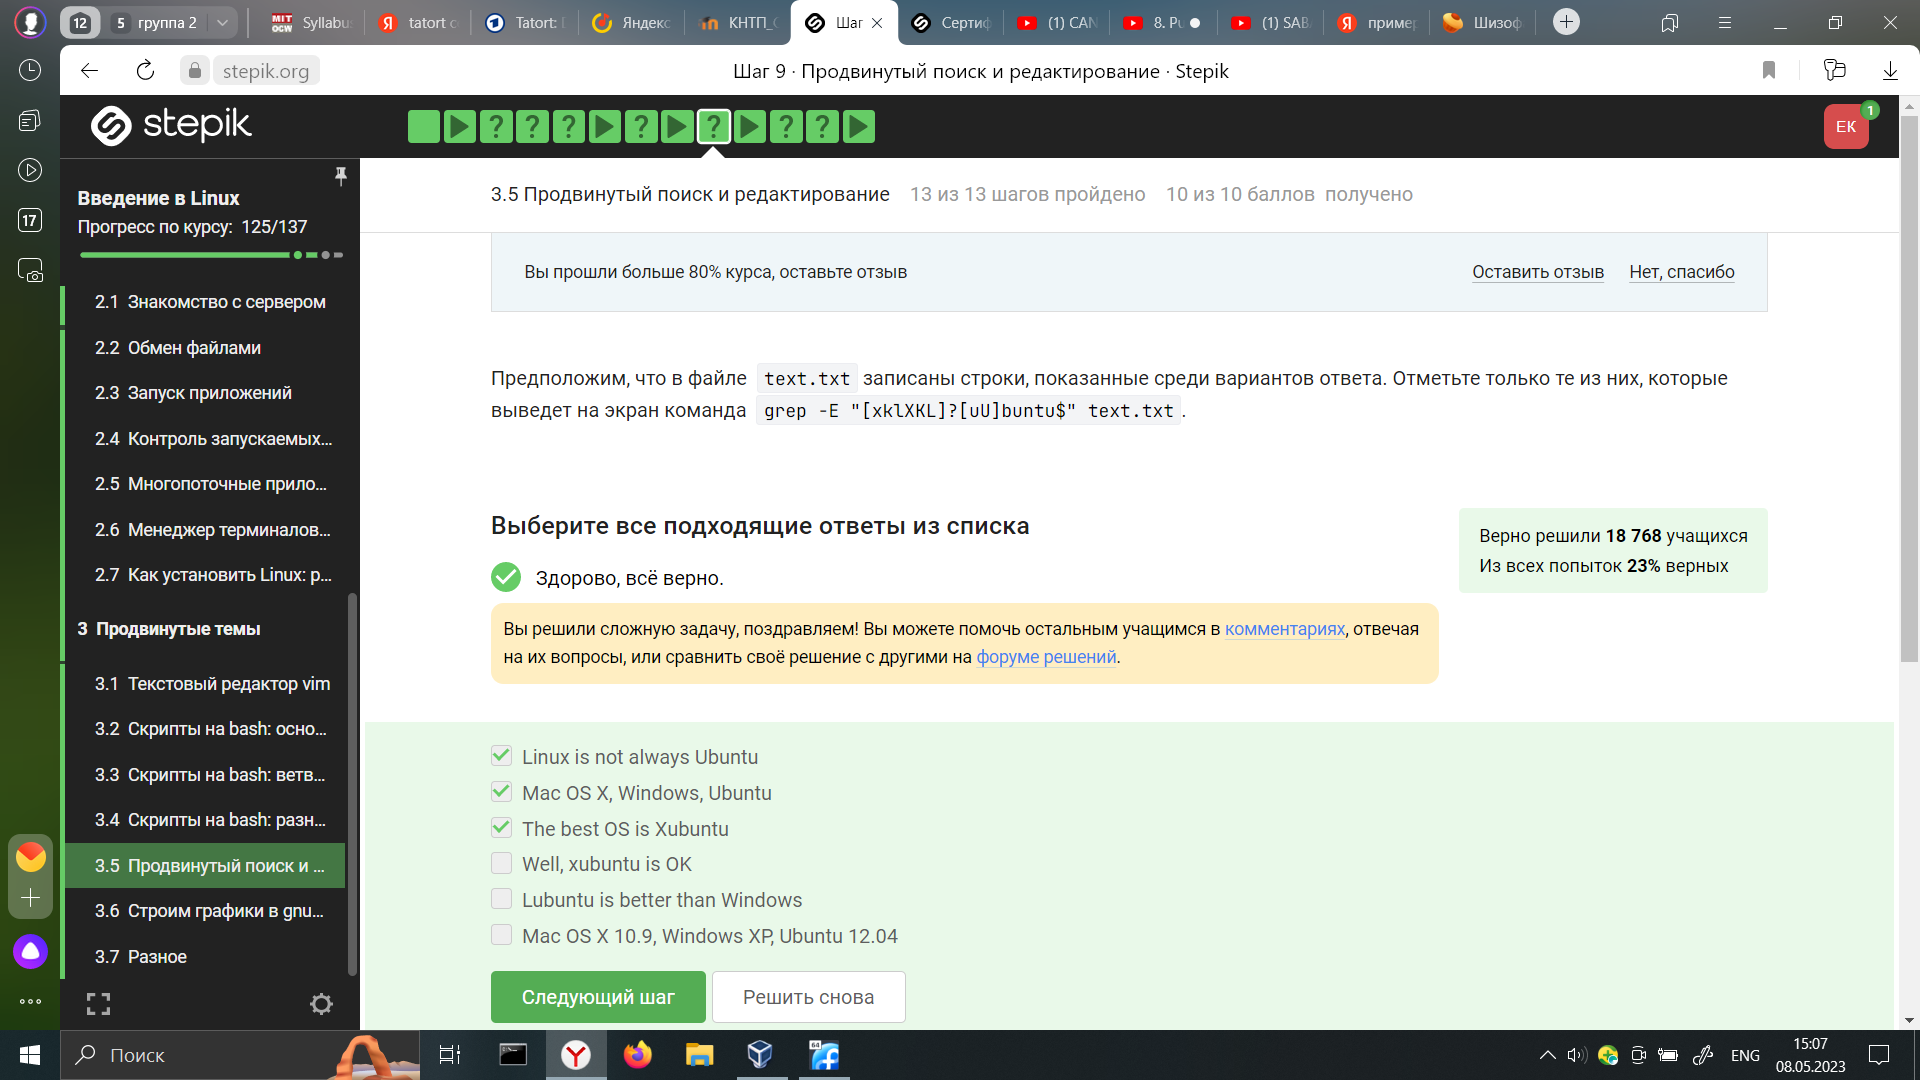 12
5 группа 2
MIT OCW Syllabu
tatort
Tatort:
Яндекс
КНТП_
Шаг
Сертиф
(1) CAN
8. Pu
(1) SAB
пример
Шизоф
stepik.org
Шаг 9 · Продвинутый поиск и редактирование · Stepik
17
stepik
? ? ? ? ? ? ?
EK
1
Введение в Linux
Прогресс по курсу: 125/137
2.1 Знакомство с сервером
2.2 Обмен файлами
2.3 Запуск приложений
2.4 Контроль запускаемых...
2.5 Многопоточные прило...
2.6 Менеджер терминалов...
2.7 Как установить Linux: р...
3 Продвинутые темы
3.1 Текстовый редактор vim
3.2 Скрипты на bash: осно...
3.3 Скрипты на bash: ветв...
3.4 Скрипты на bash: разн...
3.5 Продвинутый поиск и ...
3.6 Строим графики в gnu...
3.7 Разное
3.5 Продвинутый поиск и редактирование 13 из 13 шагов пройдено 10 из 10 баллов получено
Вы прошли больше 80% курса, оставьте отзыв Оставить отзыв Нет, спасибо
Предположим, что в файле text.txt записаны строки, показанные среди вариантов ответа. Отметьте только те из них, которые
выведет на экран команда grep -E "[xklXKL]?[uU]buntu$" text.txt.
Выберите все подходящие ответы из списка
Здорово, всё верно.
Верно решили 18 768 учащихся
Из всех попыток 23% верных
Вы решили сложную задачу, поздравляем! Вы можете помочь остальным учащимся в комментариях, отвечая
на их вопросы, или сравнить своё решение с другими на форуме решений.
Linux is not always Ubuntu
Mac OS X, Windows, Ubuntu
The best OS is Xubuntu
Well, xubuntu is OK
Lubuntu is better than Windows
Mac OS X 10.9, Windows XP, Ubuntu 12.04
Следующий шаг Решить снова
Поиск
64
ENG
15:07
08.05.2023